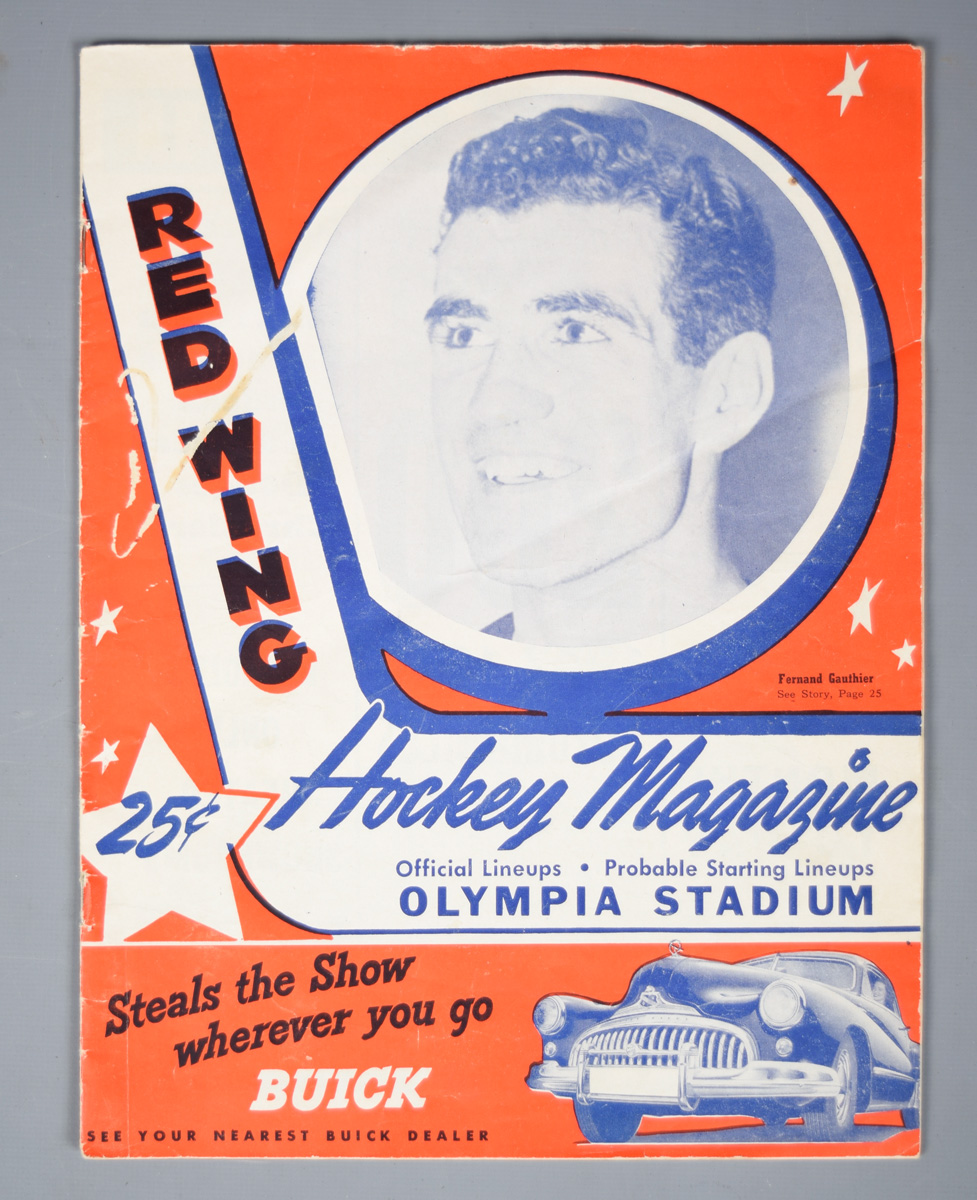 RED WING
Fernand Gauthier
See Story, Page 25
Hockey Magazine
25¢
Official Lineups • Probable Starting Lineups
OLYMPIA STADIUM
Steals the Show
wherever you go
BUICK
SEE YOUR NEAREST BUICK DEALER